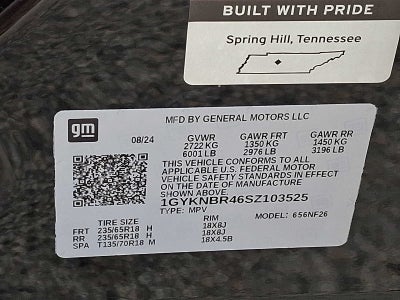 BUILT WITH PRIDE
Spring Hill, Tennessee
gm
MFD BY GENERAL MOTORS LLC
08/24 GVWR GAWR FRT GAWR RR
2722 KG 1350 KG 1450 KG
6001 LB 2976 LB 3196 LB
THIS VEHICLE CONFORMS TO ALL
APPLICABLE U.S. FEDERAL MOTOR
VEHICLE SAFETY STANDARDS IN EFFECT
ON THE DATE OF MANUFACTURE
SHOWN ABOVE.
1GYKNBR46SZ103525
TYPE: MPV MODEL: 656NF26
TIRE SIZE RIM
FRT 235/65R18 H 18X8J
RR 235/65R18 H 18X8J
SPA T135/70R18 M 18X4.5B